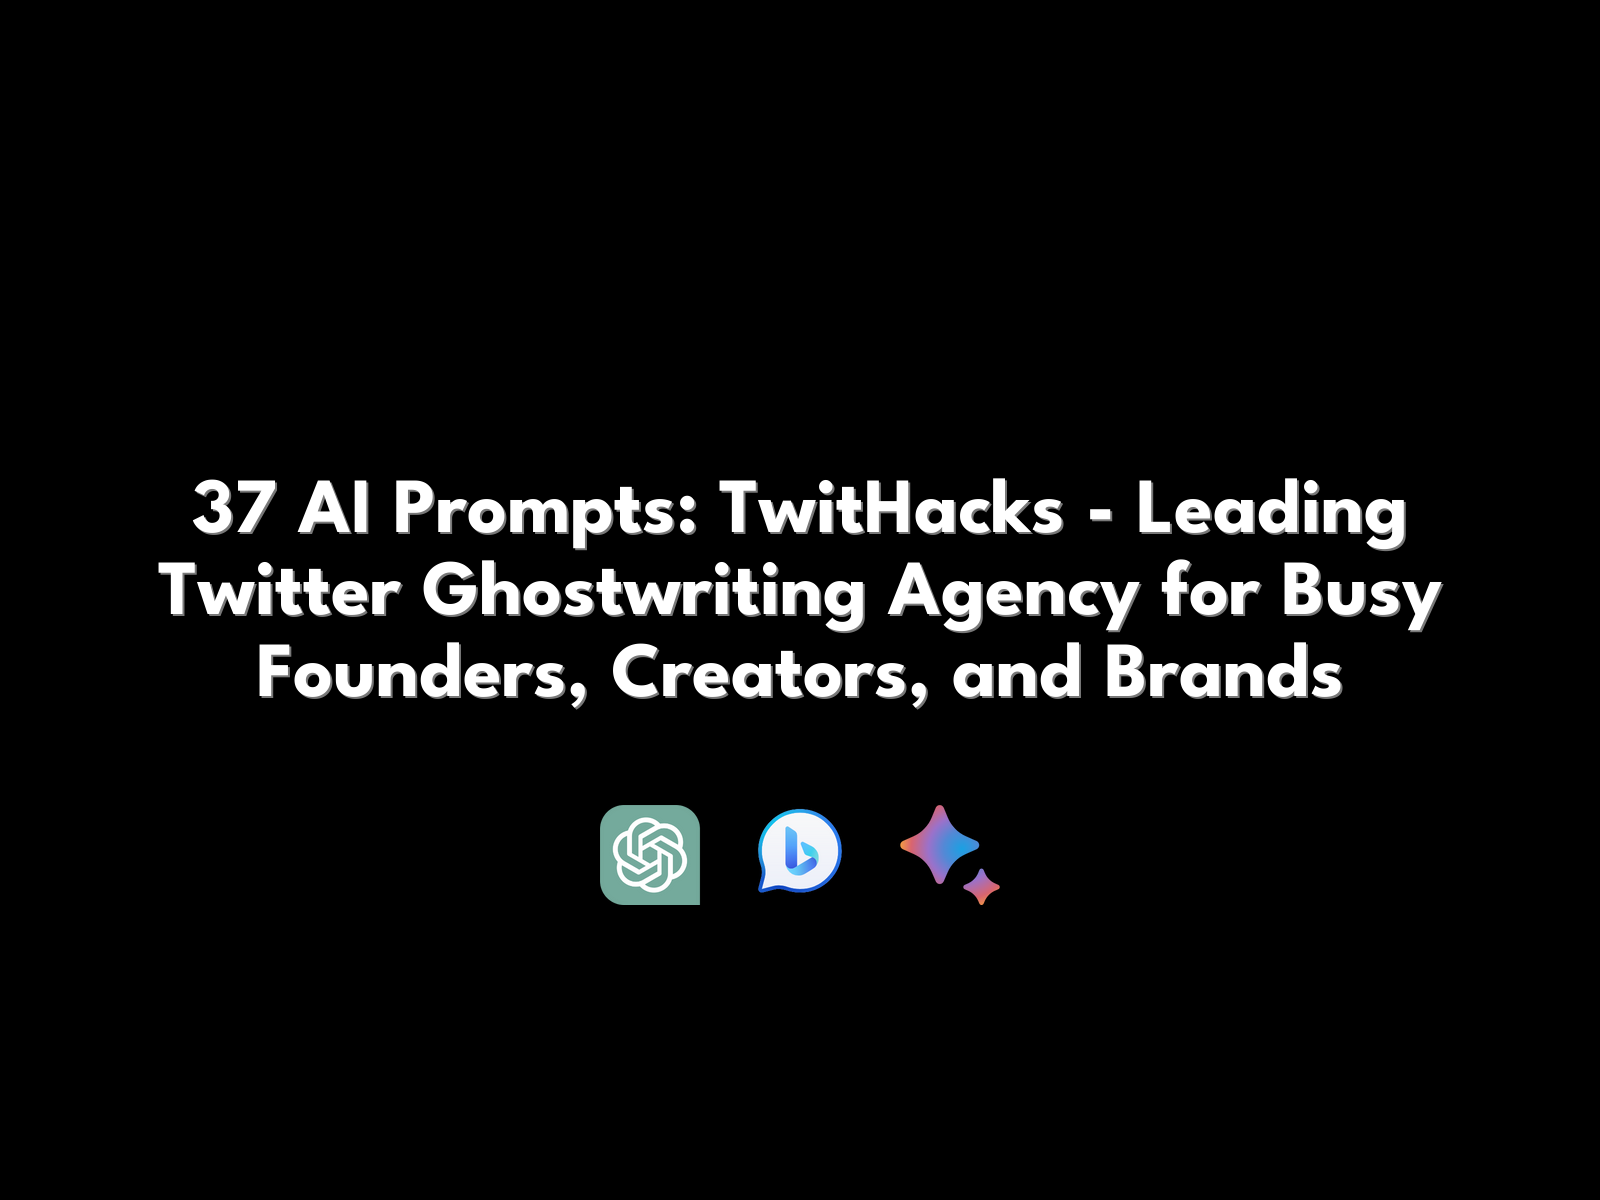 37 AI Prompts: TwitHacks - Leading
Twitter Ghostwriting Agency for Busy
Founders, Creators, and Brands